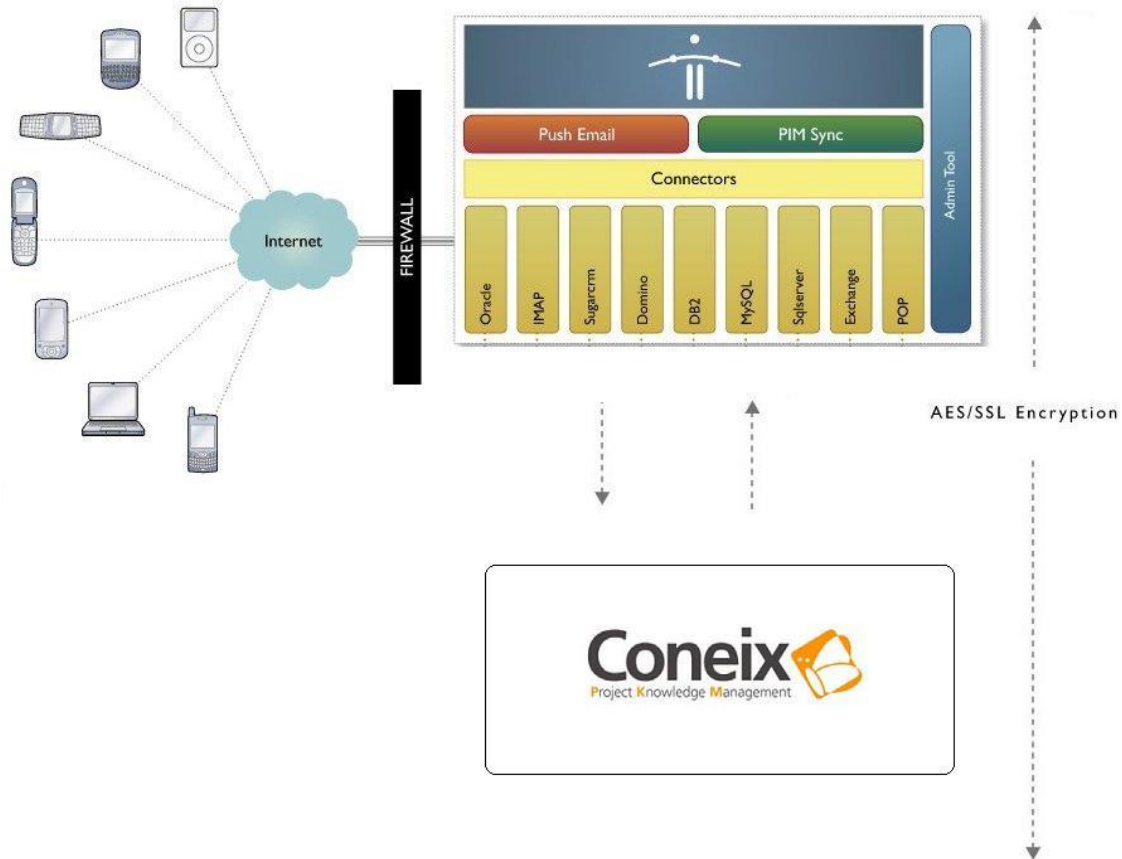 Push Email
PIM Sync
Connectors
Admin Tool
Internet
FIREWALL
Oracle
IMAP
Sugarcrm
Domino
DB2
MySQL
Sqlserver
Exchange
POP
AES/SSL Encryption
Coneix
Project Knowledge Management